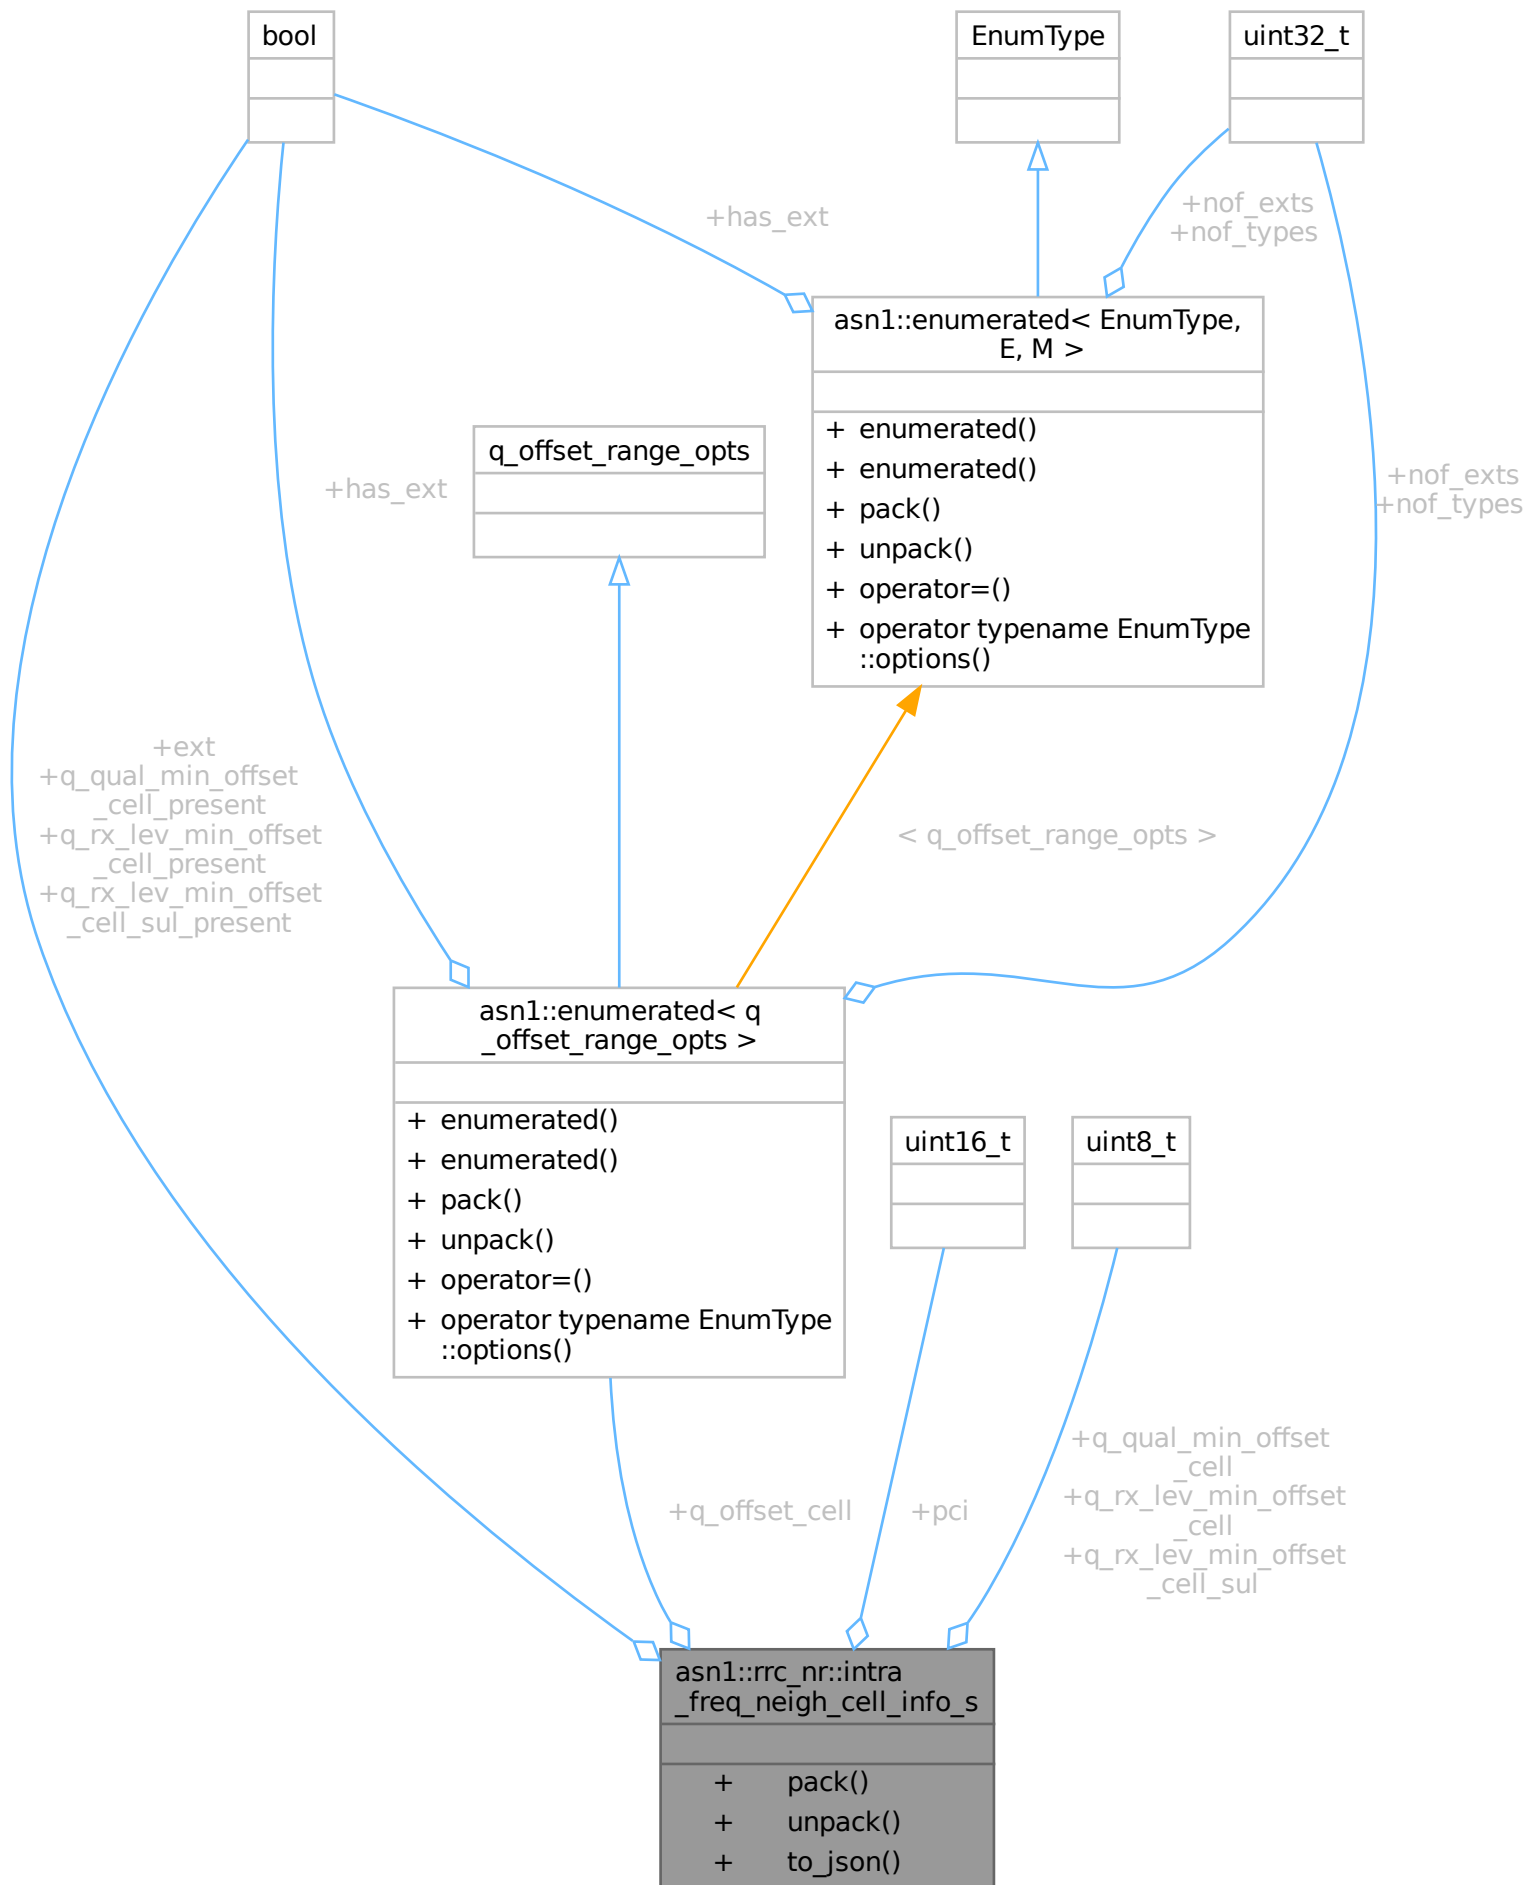 bool
EnumType
uint32_t
+has_ext
+nof_exts
+nof_types
asn1::enumerated< EnumType,
E, M >
+ enumerated()
+ enumerated()
+ pack()
+ unpack()
+ operator=()
+ operator typename EnumType
::options()
q_offset_range_opts
+has_ext
+nof_exts
+nof_types
+ext
+q_qual_min_offset
_cell_present
+q_rx_lev_min_offset
_cell_present
+q_rx_lev_min_offset
_cell_sul_present
< q_offset_range_opts >
asn1::enumerated< q
_offset_range_opts >
+ enumerated()
+ enumerated()
+ pack()
+ unpack()
+ operator=()
+ operator typename EnumType
::options()
uint16_t
uint8_t
+q_offset_cell
+pci
+q_qual_min_offset
_cell
+q_rx_lev_min_offset
_cell
+q_rx_lev_min_offset
_cell_sul
asn1::rrc_nr::intra
_freq_neigh_cell_info_s
+ pack()
+ unpack()
+ to_json()